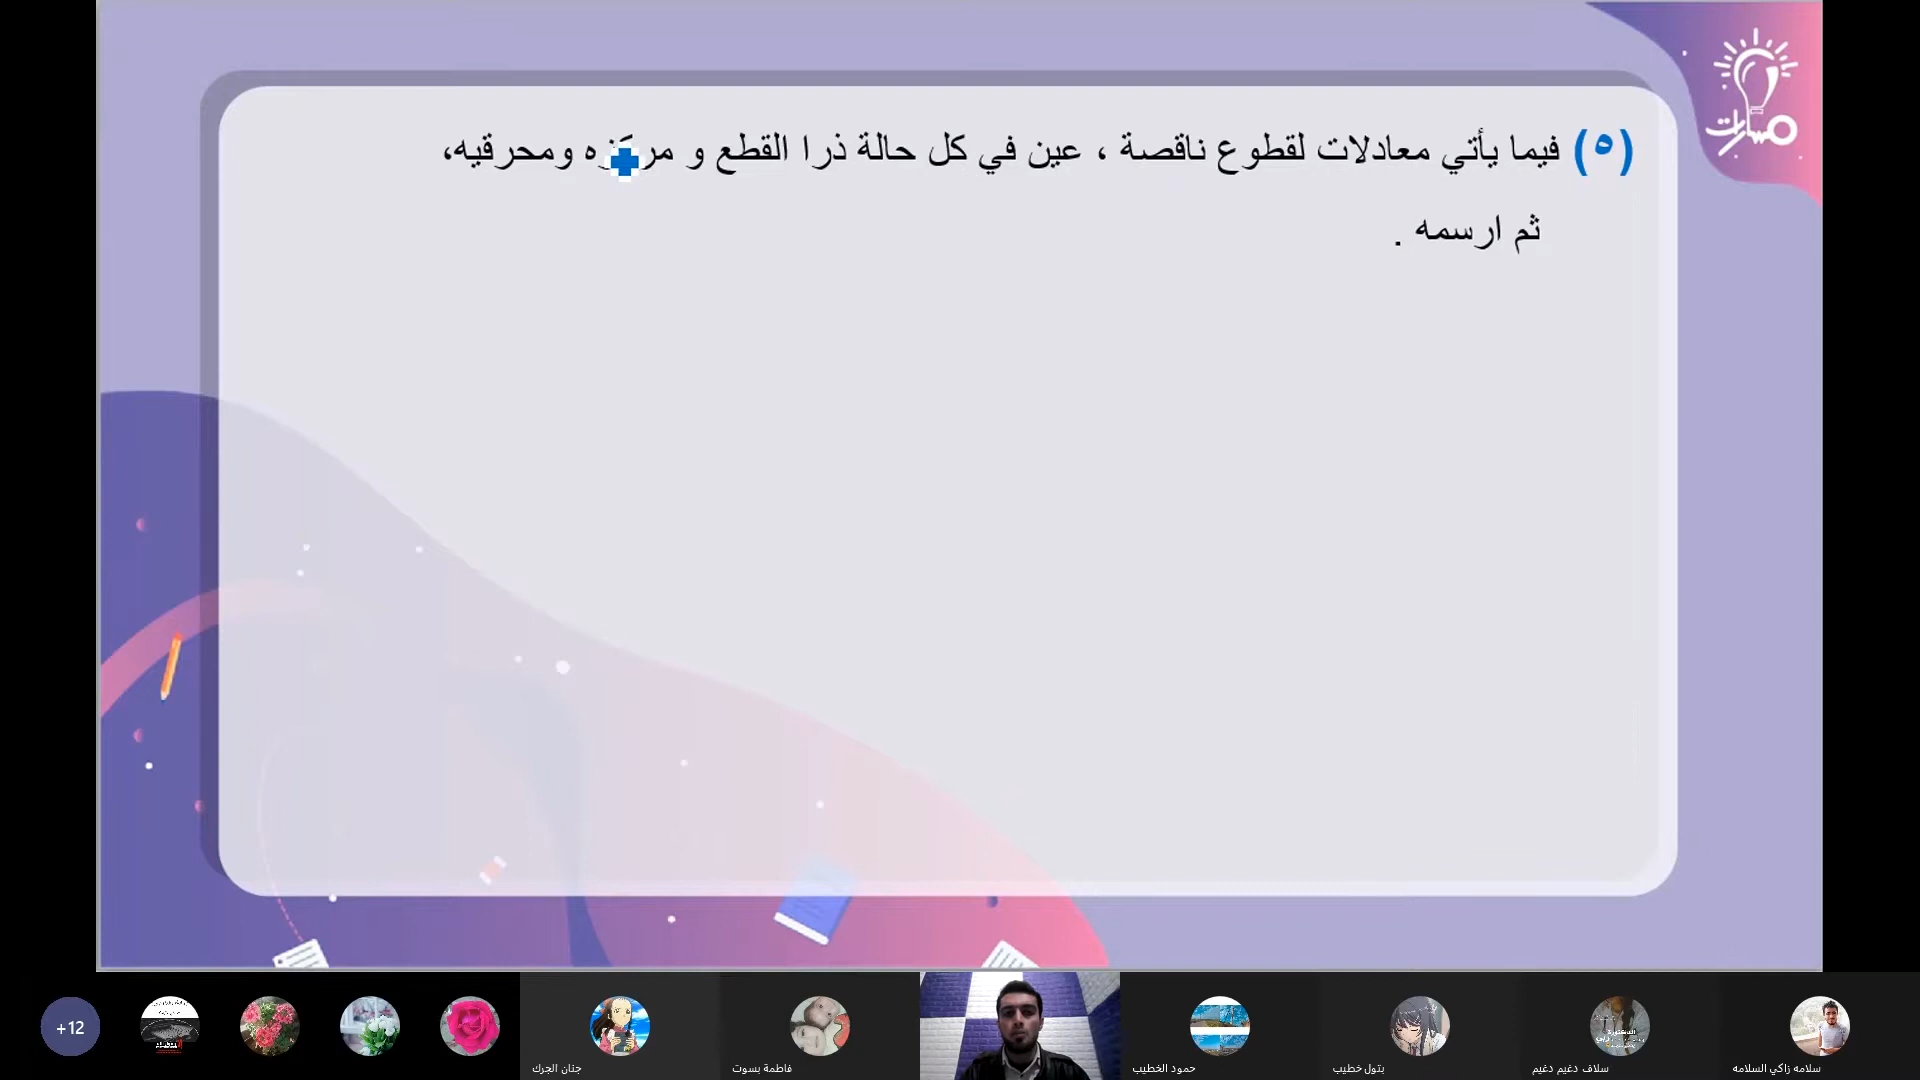 مسارات
(٥) فيما يأتي معادلات لقطوع ناقصة ، عين في كل حالة ذرا القطع و مركزه ومحرقيه،
ثم ارسمه .
+12
جنان الجرك
فاطمة بسوت
حمود الخطيب
بتول خطيب
سلاف دغيم دغيم
سلامه زاكي السلامه